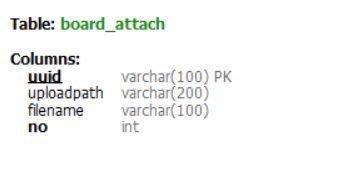 Table: board_attach
Columns:
uuid varchar(100) PK
uploadpath varchar(200)
filename varchar(100)
no int